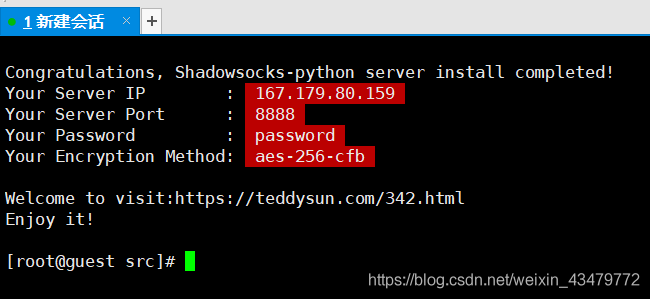 1 新建会话 × +
Congratulations, Shadowsocks-python server install completed!
Your Server IP : 167.179.80.159
Your Server Port : 8888
Your Password : password
Your Encryption Method: aes-256-cfb
Welcome to visit:https://teddysun.com/342.html
Enjoy it!
[root@guest src]#
https://blog.csdn.net/weixin_43479772